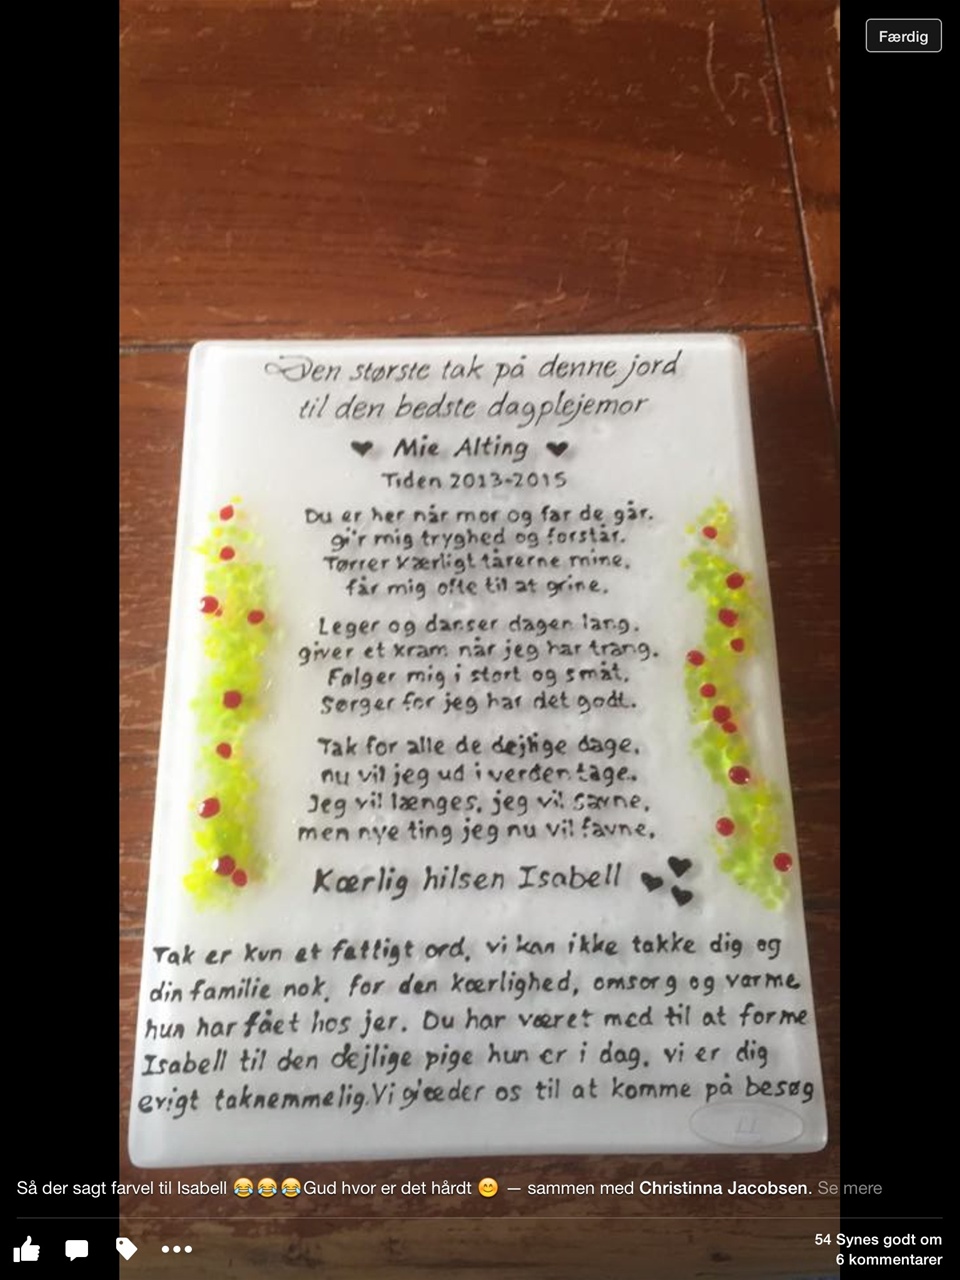 Færdig
Den største tak på denne jord
til den bedste dagplejemor
Mie Alting
Tiden 2013-2015
Du er her når mor og far de går.
gi'r mig tryghed og forstår.
Tørrer kærligt tårerne mine,
får mig ofte til at grine.
Leger og danser dagen lang,
giver et kram når jeg har trang.
Følger mig i stort og småt,
Sørger for jeg har det godt.
Tak for alle de dejlige dage,
nu vil jeg ud i verden tage.
Jeg vil længes, jeg vil savne,
men nye ting jeg nu vil favne.
Kærlig hilsen Isabell
Tak er kun et fattigt ord, vi kan ikke takke dig og
din familie nok, for den kærlighed, omsorg og varme
hun har fået hos jer. Du har været med til at forme
Isabell til den dejlige pige hun er i dag, vi er dig
evigt taknemmelig. Vi glæder os til at komme på besøg
Så der sagt farvel til Isabell 😂😂😂Gud hvor er det hårdt 😊 — sammen med Christinna Jacobsen. Se mere
54 Synes godt om
6 kommentarer